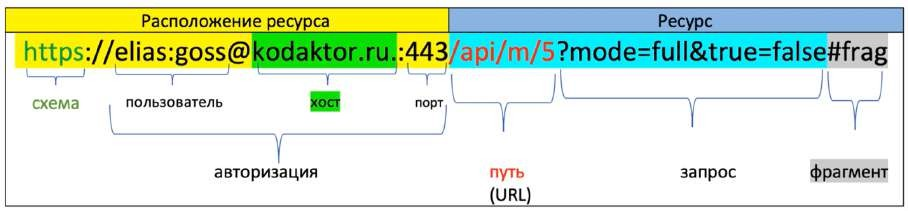 Расположение ресурса Ресурс
https://elias:goss@kodaktor.ru.:443/api/m/5?mode=full&true=false#frag
схема пользователь хост порт
авторизация путь запрос фрагмент
(URL)